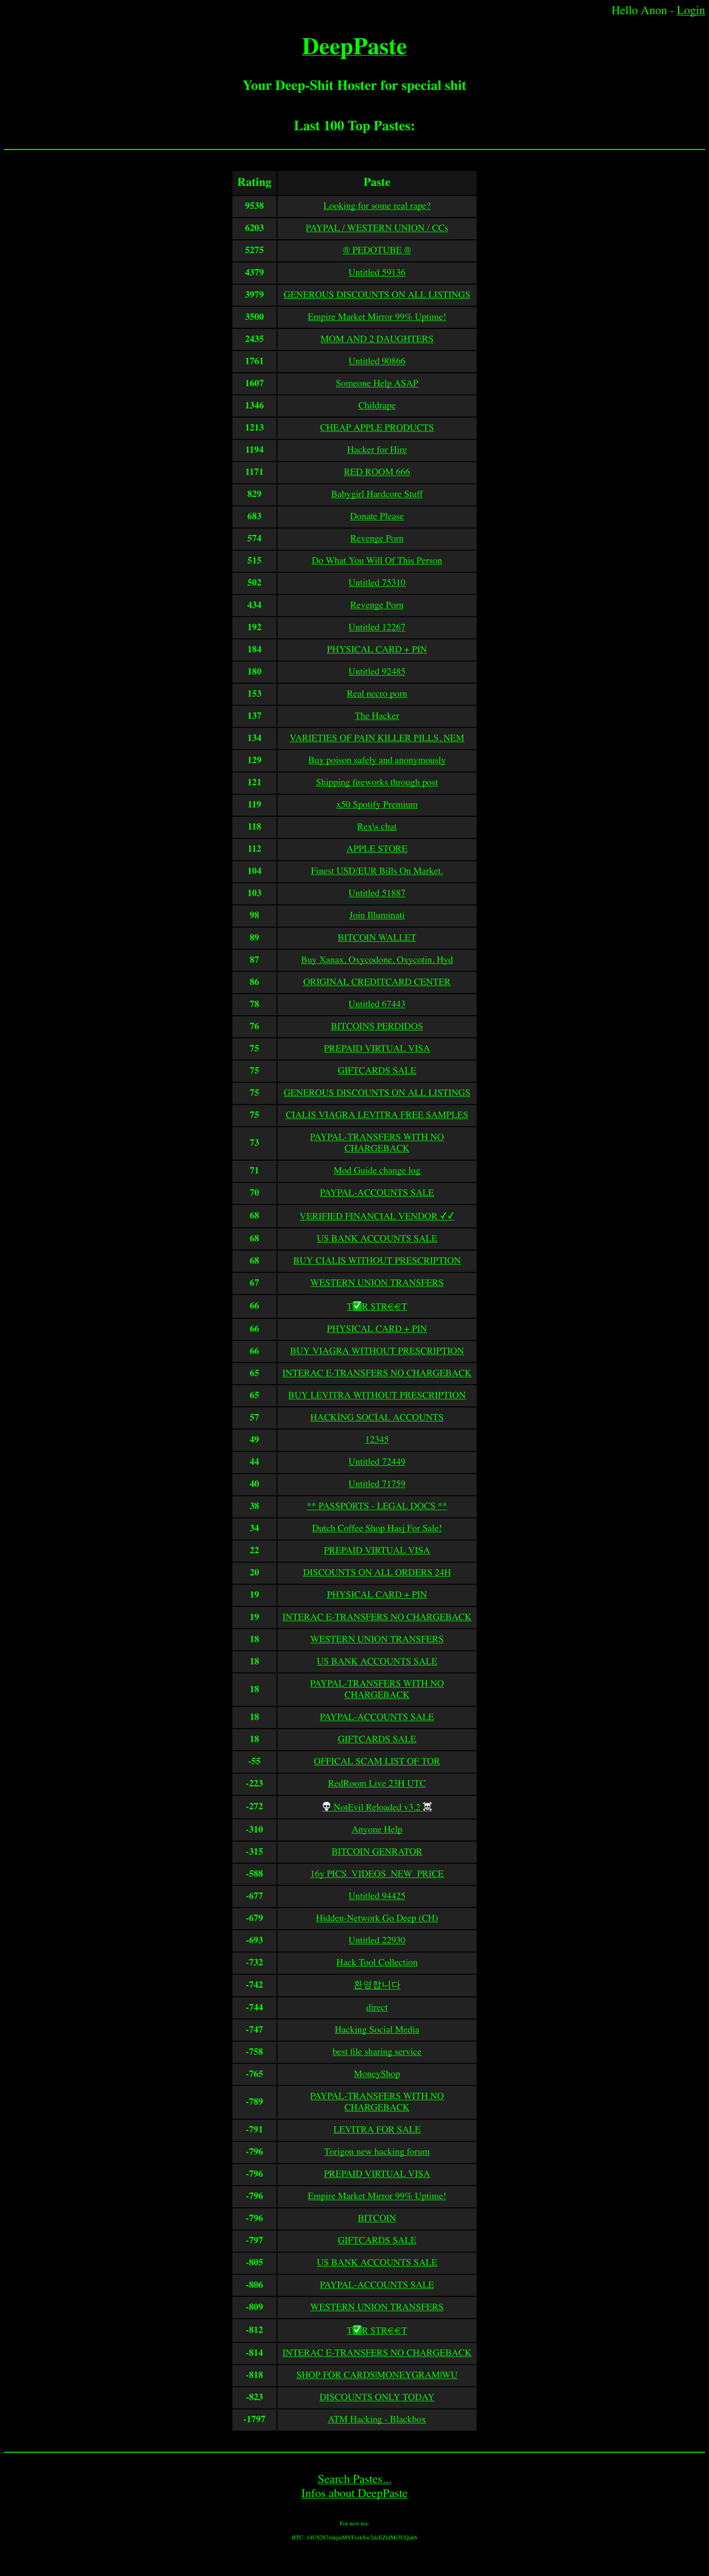 Hello Anon - Login
DeepPaste
Your Deep-Shit Hoster for special shit
Last 100 Top Pastes:
Rating Paste
9538 Looking for some real rape?
6203 PAYPAL / WESTERN UNION / CCs
5275 ® PEDOTUBE ®
4379 Untitled 59136
3979 GENEROUS DISCOUNTS ON ALL LISTINGS
3500 Empire Market Mirror 99% Uptime!
2435 MOM AND 2 DAUGHTERS
1761 Untitled 90866
1607 Someone Help ASAP
1346 Childrape
1213 CHEAP APPLE PRODUCTS
1194 Hacker for Hire
1171 RED ROOM 666
829 Babygirl Hardcore Stuff
683 Donate Please
574 Revenge Porn
515 Do What You Will Of This Person
502 Untitled 75310
434 Revenge Porn
192 Untitled 12267
184 PHYSICAL CARD + PIN
180 Untitled 92485
153 Real necro porn
137 The Hacker
134 VARIETIES OF PAIN KILLER PILLS, NEM
129 Buy poison safely and anonymously
121 Shipping fireworks through post
119 x50 Spotify Premium
118 Rex\s chat
112 APPLE STORE
104 Finest USD/EUR Bills On Market.
103 Untitled 51887
98 Join Illuminati
89 BITCOIN WALLET
87 Buy Xanax, Oxycodone, Oxycotin, Hyd
86 ORIGINAL CREDITCARD CENTER
78 Untitled 67443
76 BITCOINS PERDIDOS
75 PREPAID VIRTUAL VISA
75 GIFTCARDS SALE
75 GENEROUS DISCOUNTS ON ALL LISTINGS
75 CIALIS VIAGRA LEVITRA FREE SAMPLES
73 PAYPAL-TRANSFERS WITH NO
CHARGEBACK
71 Mod Guide change log
70 PAYPAL-ACCOUNTS SALE
68 VERIFIED FINANCIAL VENDOR ✓✓
68 US BANK ACCOUNTS SALE
68 BUY CIALIS WITHOUT PRESCRIPTION
67 WESTERN UNION TRANSFERS
66 T✅R STR€€T
66 PHYSICAL CARD + PIN
66 BUY VIAGRA WITHOUT PRESCRIPTION
65 INTERAC E-TRANSFERS NO CHARGEBACK
65 BUY LEVITRA WITHOUT PRESCRIPTION
57 HACKİNG SOCİAL ACCOUNTS
49 12345
44 Untitled 72449
40 Untitled 71759
38 ** PASSPORTS - LEGAL DOCS **
34 Dutch Coffee Shop Hasj For Sale!
22 PREPAID VIRTUAL VISA
20 DISCOUNTS ON ALL ORDERS 24H
19 PHYSICAL CARD + PIN
19 INTERAC E-TRANSFERS NO CHARGEBACK
18 WESTERN UNION TRANSFERS
18 US BANK ACCOUNTS SALE
18 PAYPAL-TRANSFERS WITH NO
CHARGEBACK
18 PAYPAL-ACCOUNTS SALE
18 GIFTCARDS SALE
-55 OFFICAL SCAM LIST OF TOR
-223 RedRoom Live 23H UTC
-272 💀 NotEvil Reloaded v3.2 ☠
-310 Anyone Help
-315 BITCOIN GENRATOR
-588 16y PICS_VIDEOS_NEW_PRICE
-677 Untitled 94425
-679 Hidden-Network Go Deep (CH)
-693 Untitled 22930
-732 Hack Tool Collection
-742 환영합니다
-744 direct
-747 Hacking Social Media
-758 best file sharing service
-765 MoneyShop
-789 PAYPAL-TRANSFERS WITH NO
CHARGEBACK
-791 LEVITRA FOR SALE
-796 Torigon new hacking forum
-796 PREPAID VIRTUAL VISA
-796 Empire Market Mirror 99% Uptime!
-796 BITCOIN
-797 GIFTCARDS SALE
-805 US BANK ACCOUNTS SALE
-806 PAYPAL-ACCOUNTS SALE
-809 WESTERN UNION TRANSFERS
-812 T✅R STR€€T
-814 INTERAC E-TRANSFERS NO CHARGEBACK
-818 SHOP FOR CARDS|MONEYGRAM|WU
-823 DISCOUNTS ONLY TODAY
-1797 ATM Hacking - Blackbox
Search Pastes...
Infos about DeepPaste
For new tea:
BTC: